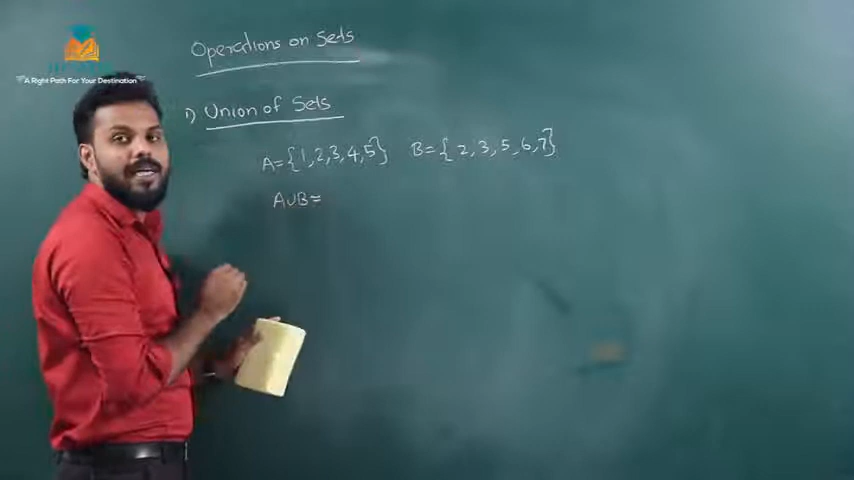 "A Right Path For Your Destination"
Operations on Sets
1) Union of Sets
A={1,2,3,4,5} B={2,3,5,6,7}
A∪B=